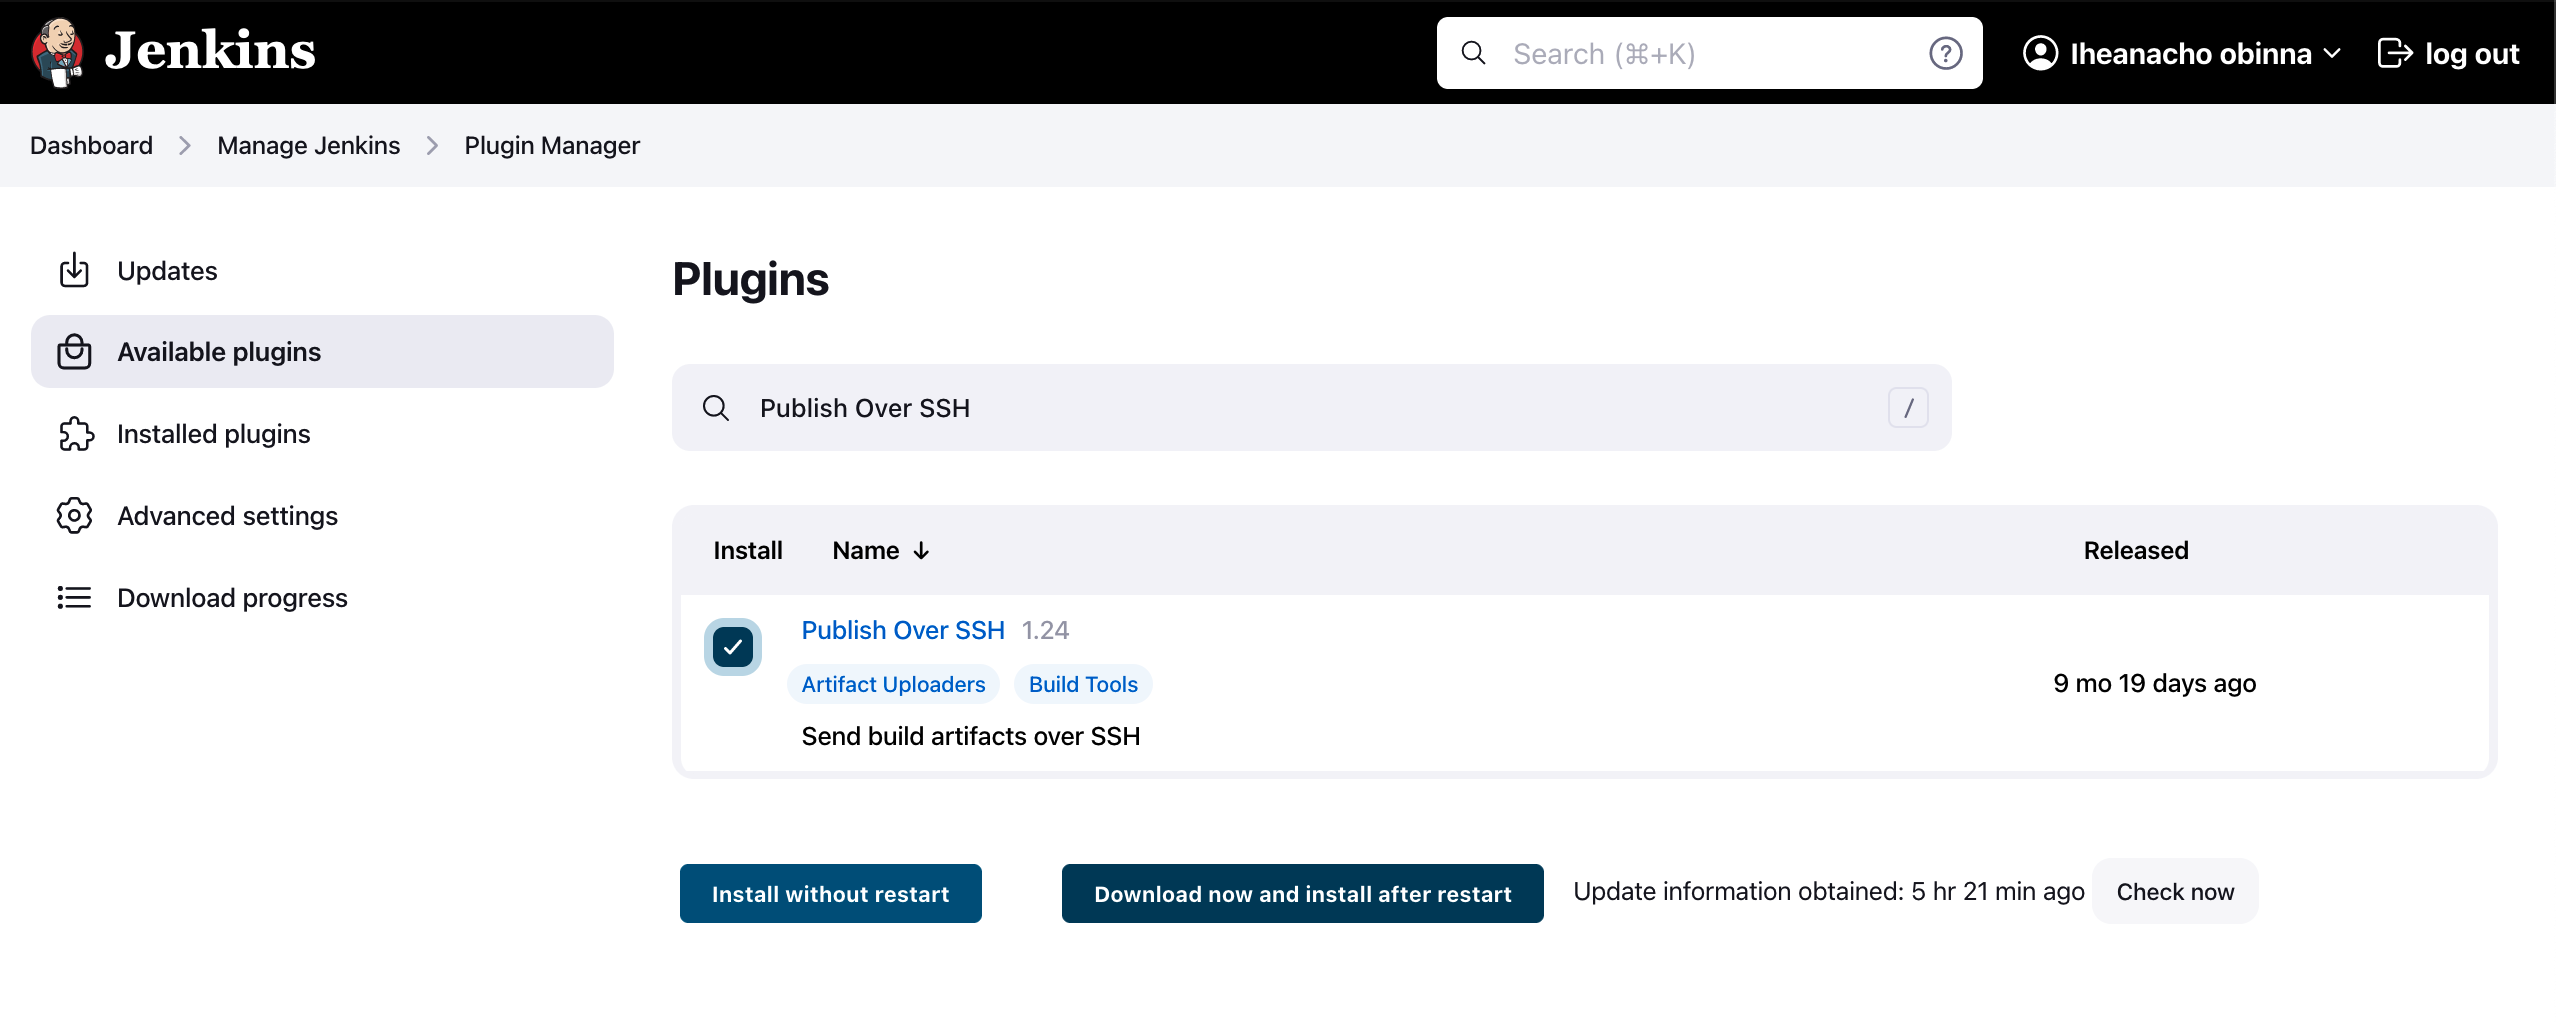 Jenkins
Search (⌘+K)
Iheanacho obinna
log out
Dashboard
Manage Jenkins
Plugin Manager
Updates
Available plugins
Installed plugins
Advanced settings
Download progress
Plugins
Publish Over SSH
/
Install
Name ↓
Released
Publish Over SSH 1.24
Artifact Uploaders
Build Tools
Send build artifacts over SSH
9 mo 19 days ago
Install without restart
Download now and install after restart
Update information obtained: 5 hr 21 min ago
Check now